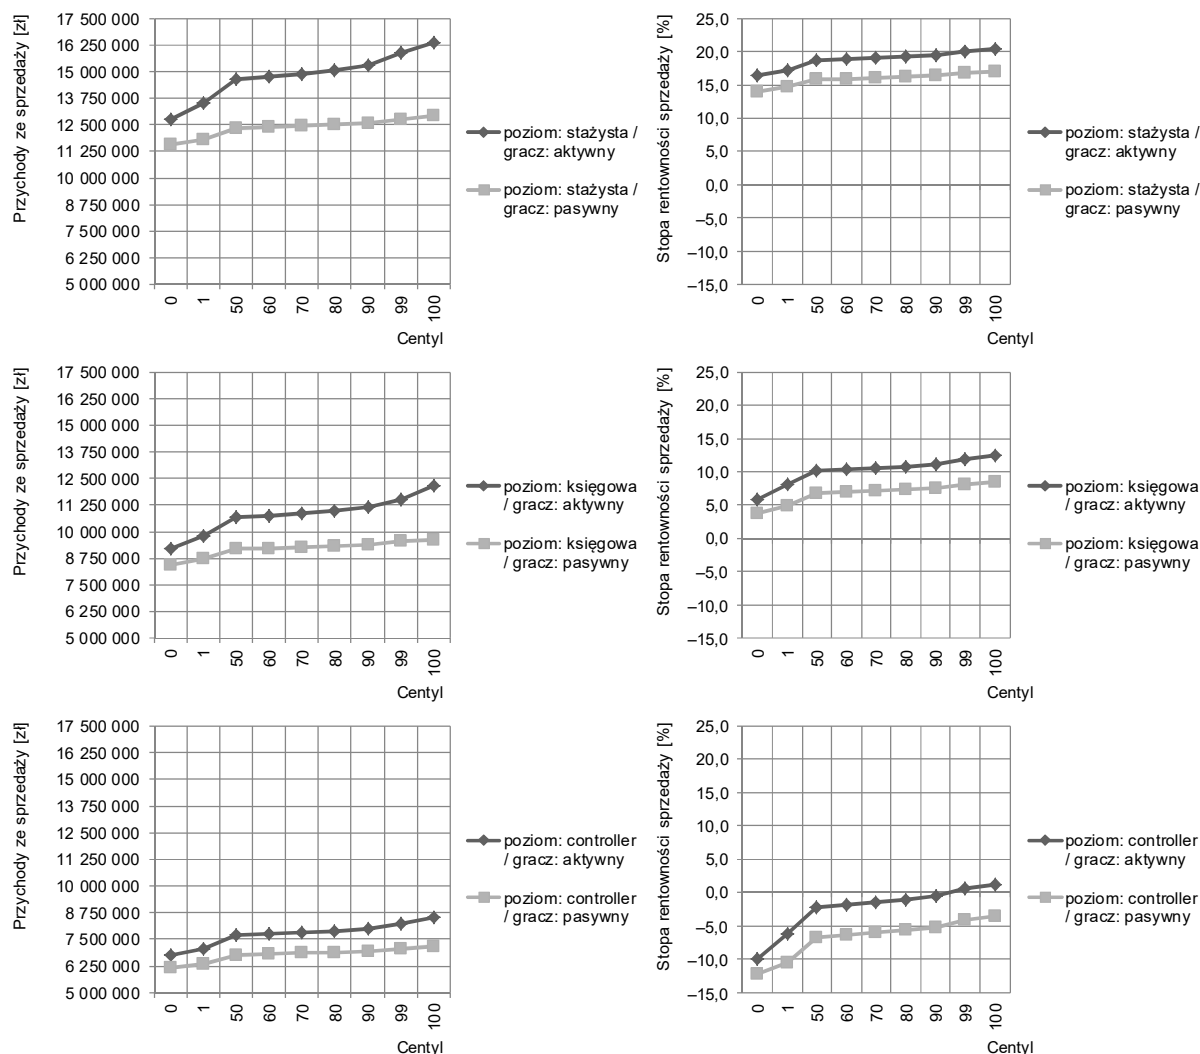 Przychody ze sprzedaży [zł]
17 500 000
16 250 000
15 000 000
13 750 000
12 500 000
11 250 000
10 000 000
8 750 000
7 500 000
6 250 000
5 000 000
0 1 50 60 70 80 90 99 100
Centyl
poziom: stażysta /
gracz: aktywny
poziom: stażysta /
gracz: pasywny
Stopa rentowności sprzedaży [%]
25,0
20,0
15,0
10,0
5,0
0,0
–5,0
–10,0
–15,0
0 1 50 60 70 80 90 99 100
Centyl
poziom: stażysta /
gracz: aktywny
poziom: stażysta /
gracz: pasywny
Przychody ze sprzedaży [zł]
17 500 000
16 250 000
15 000 000
13 750 000
12 500 000
11 250 000
10 000 000
8 750 000
7 500 000
6 250 000
5 000 000
0 1 50 60 70 80 90 99 100
Centyl
poziom: księgowa
/ gracz: aktywny
poziom: księgowa
/ gracz: pasywny
Stopa rentowności sprzedaży [%]
25,0
20,0
15,0
10,0
5,0
0,0
–5,0
–10,0
–15,0
0 1 50 60 70 80 90 99 100
Centyl
poziom: księgowa
/ gracz: aktywny
poziom: księgowa
/ gracz: pasywny
Przychody ze sprzedaży [zł]
17 500 000
16 250 000
15 000 000
13 750 000
12 500 000
11 250 000
10 000 000
8 750 000
7 500 000
6 250 000
5 000 000
0 1 50 60 70 80 90 99 100
Centyl
poziom: controller
/ gracz: aktywny
poziom: controller
/ gracz: pasywny
Stopa rentowności sprzedaży [%]
25,0
20,0
15,0
10,0
5,0
0,0
–5,0
–10,0
–15,0
0 1 50 60 70 80 90 99 100
Centyl
poziom: controller
/ gracz: aktywny
poziom: controller
/ gracz: pasywny